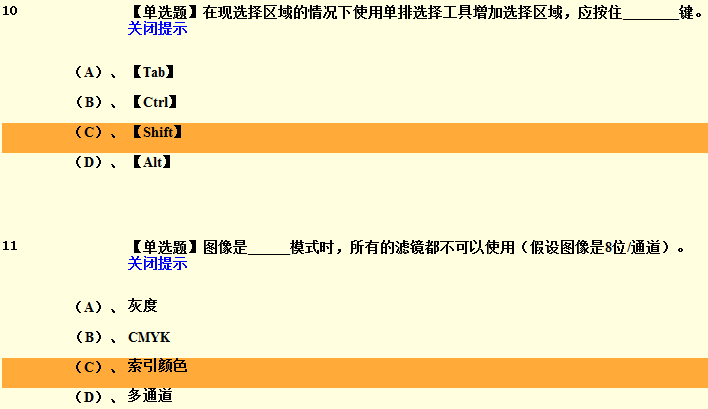 10 【单选题】在现选择区域的情况下使用单排选择工具增加选择区域，应按住________键。
关闭提示
（A）、【Tab】
（B）、【Ctrl】
（C）、【Shift】
（D）、【Alt】
11 【单选题】图像是______模式时，所有的滤镜都不可以使用（假设图像是8位/通道）。
关闭提示
（A）、灰度
（B）、CMYK
（C）、索引颜色
（D）、多通道